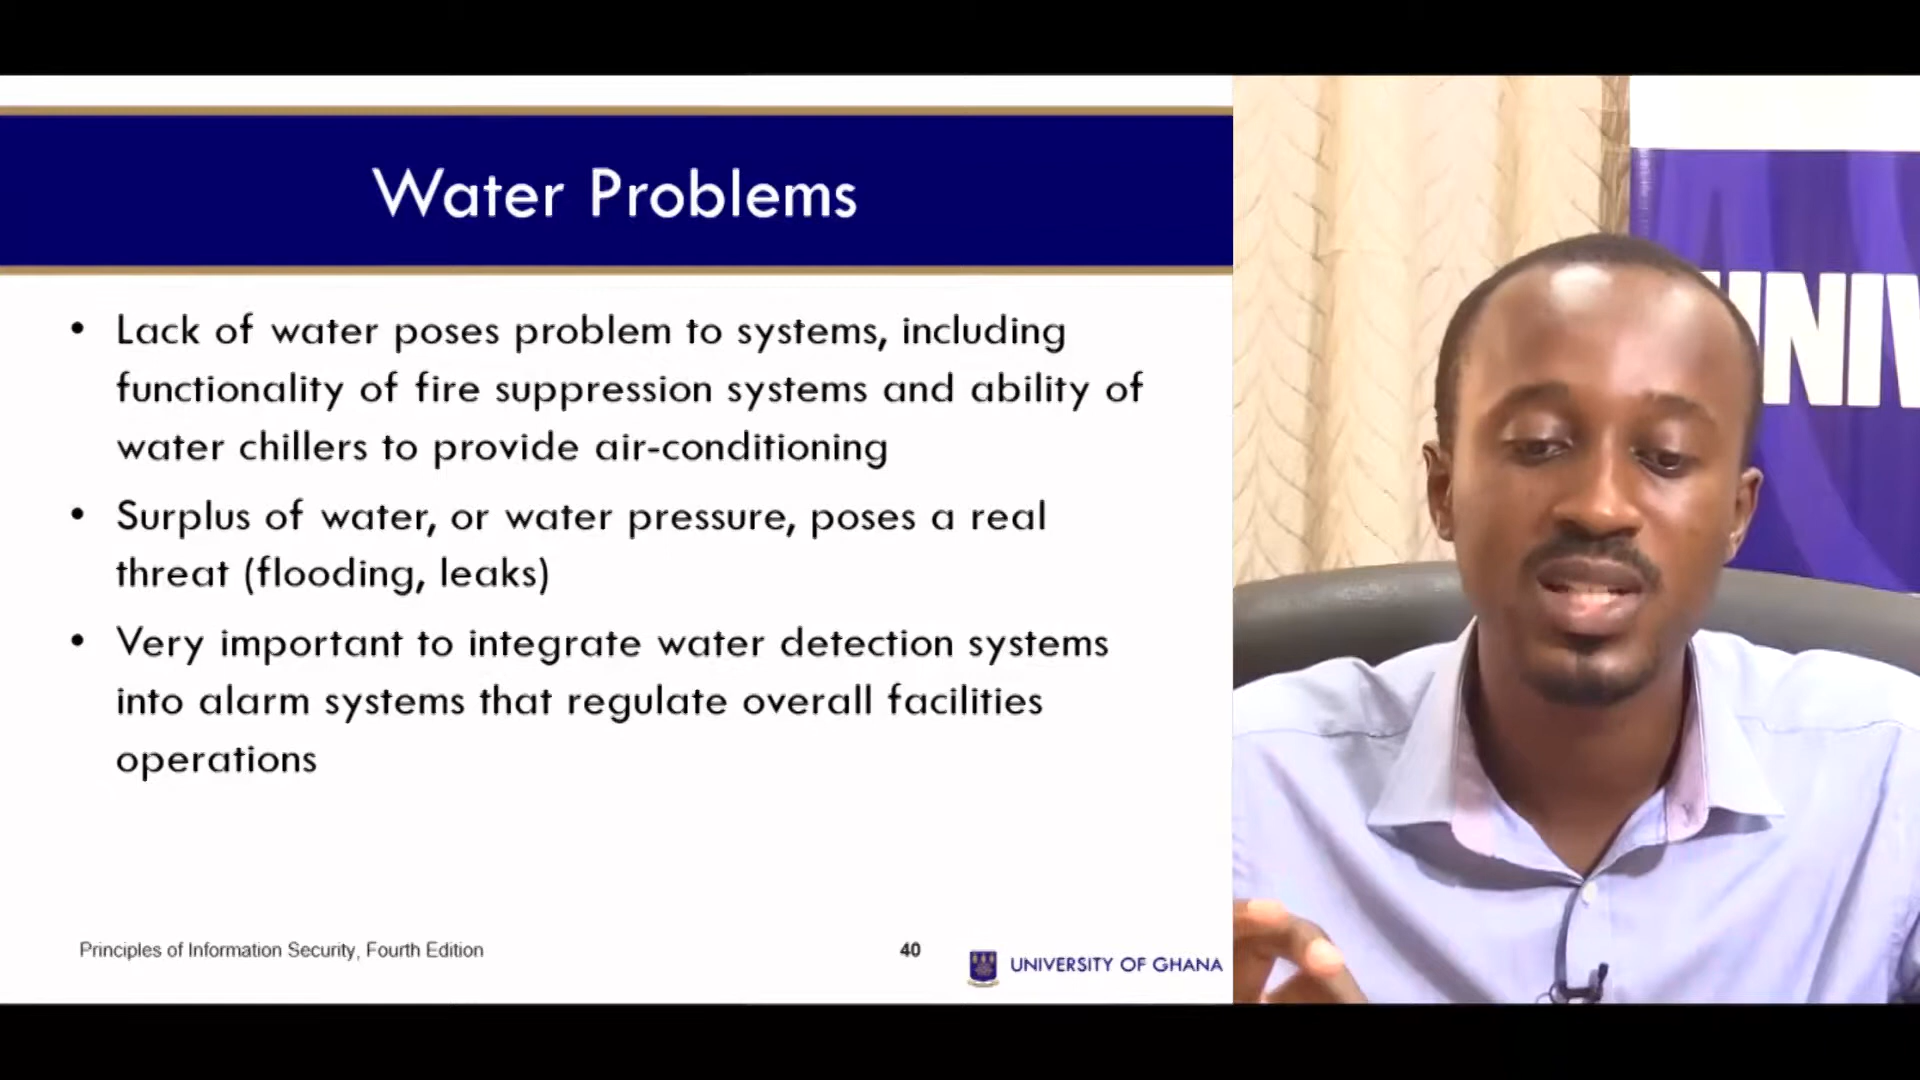 Water Problems
• Lack of water poses problem to systems, including
functionality of fire suppression systems and ability of
water chillers to provide air-conditioning
• Surplus of water, or water pressure, poses a real
threat (flooding, leaks)
• Very important to integrate water detection systems
into alarm systems that regulate overall facilities
operations
Principles of Information Security, Fourth Edition
40
UNIVERSITY OF GHANA
UNIV